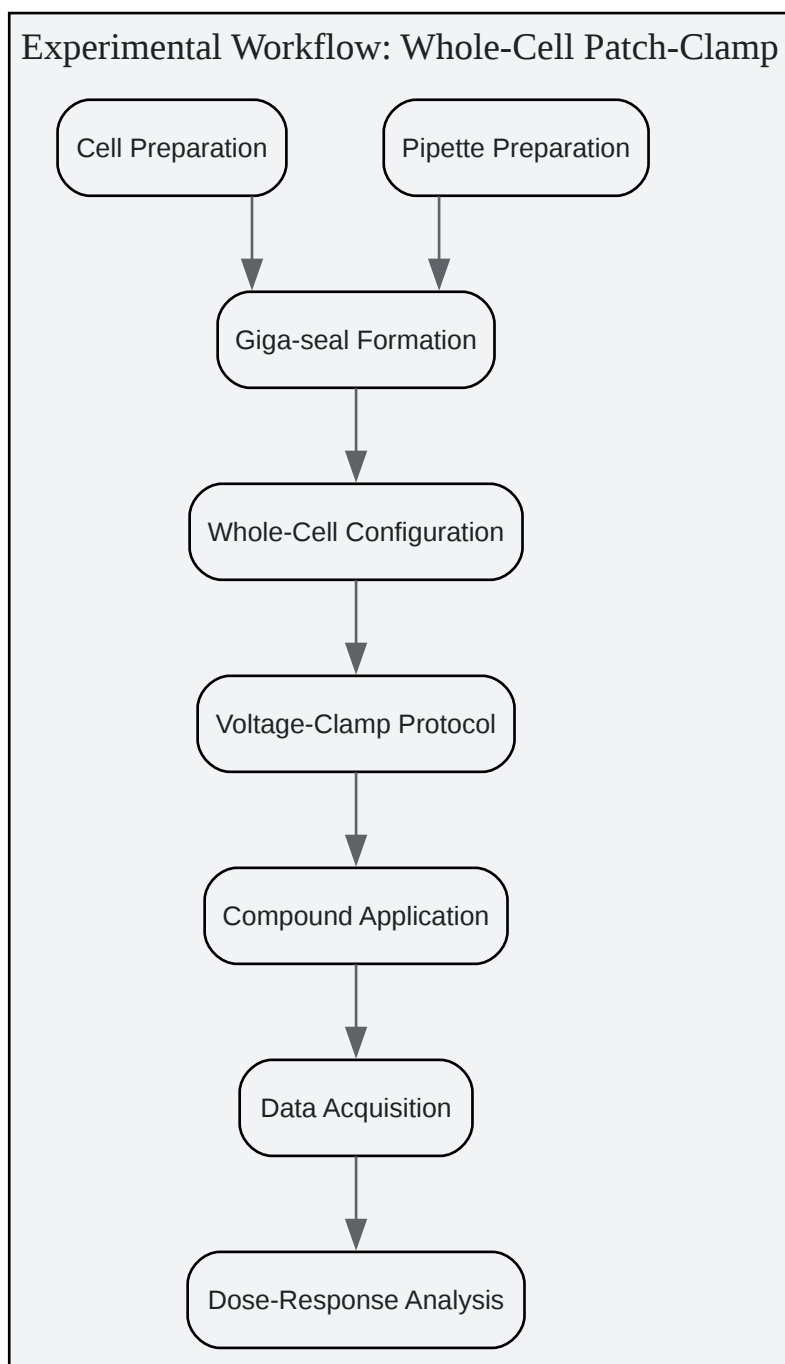 Experimental Workflow: Whole-Cell Patch-Clamp
Cell Preparation
Pipette Preparation
Giga-seal Formation
Whole-Cell Configuration
Voltage-Clamp Protocol
Compound Application
Data Acquisition
Dose-Response Analysis